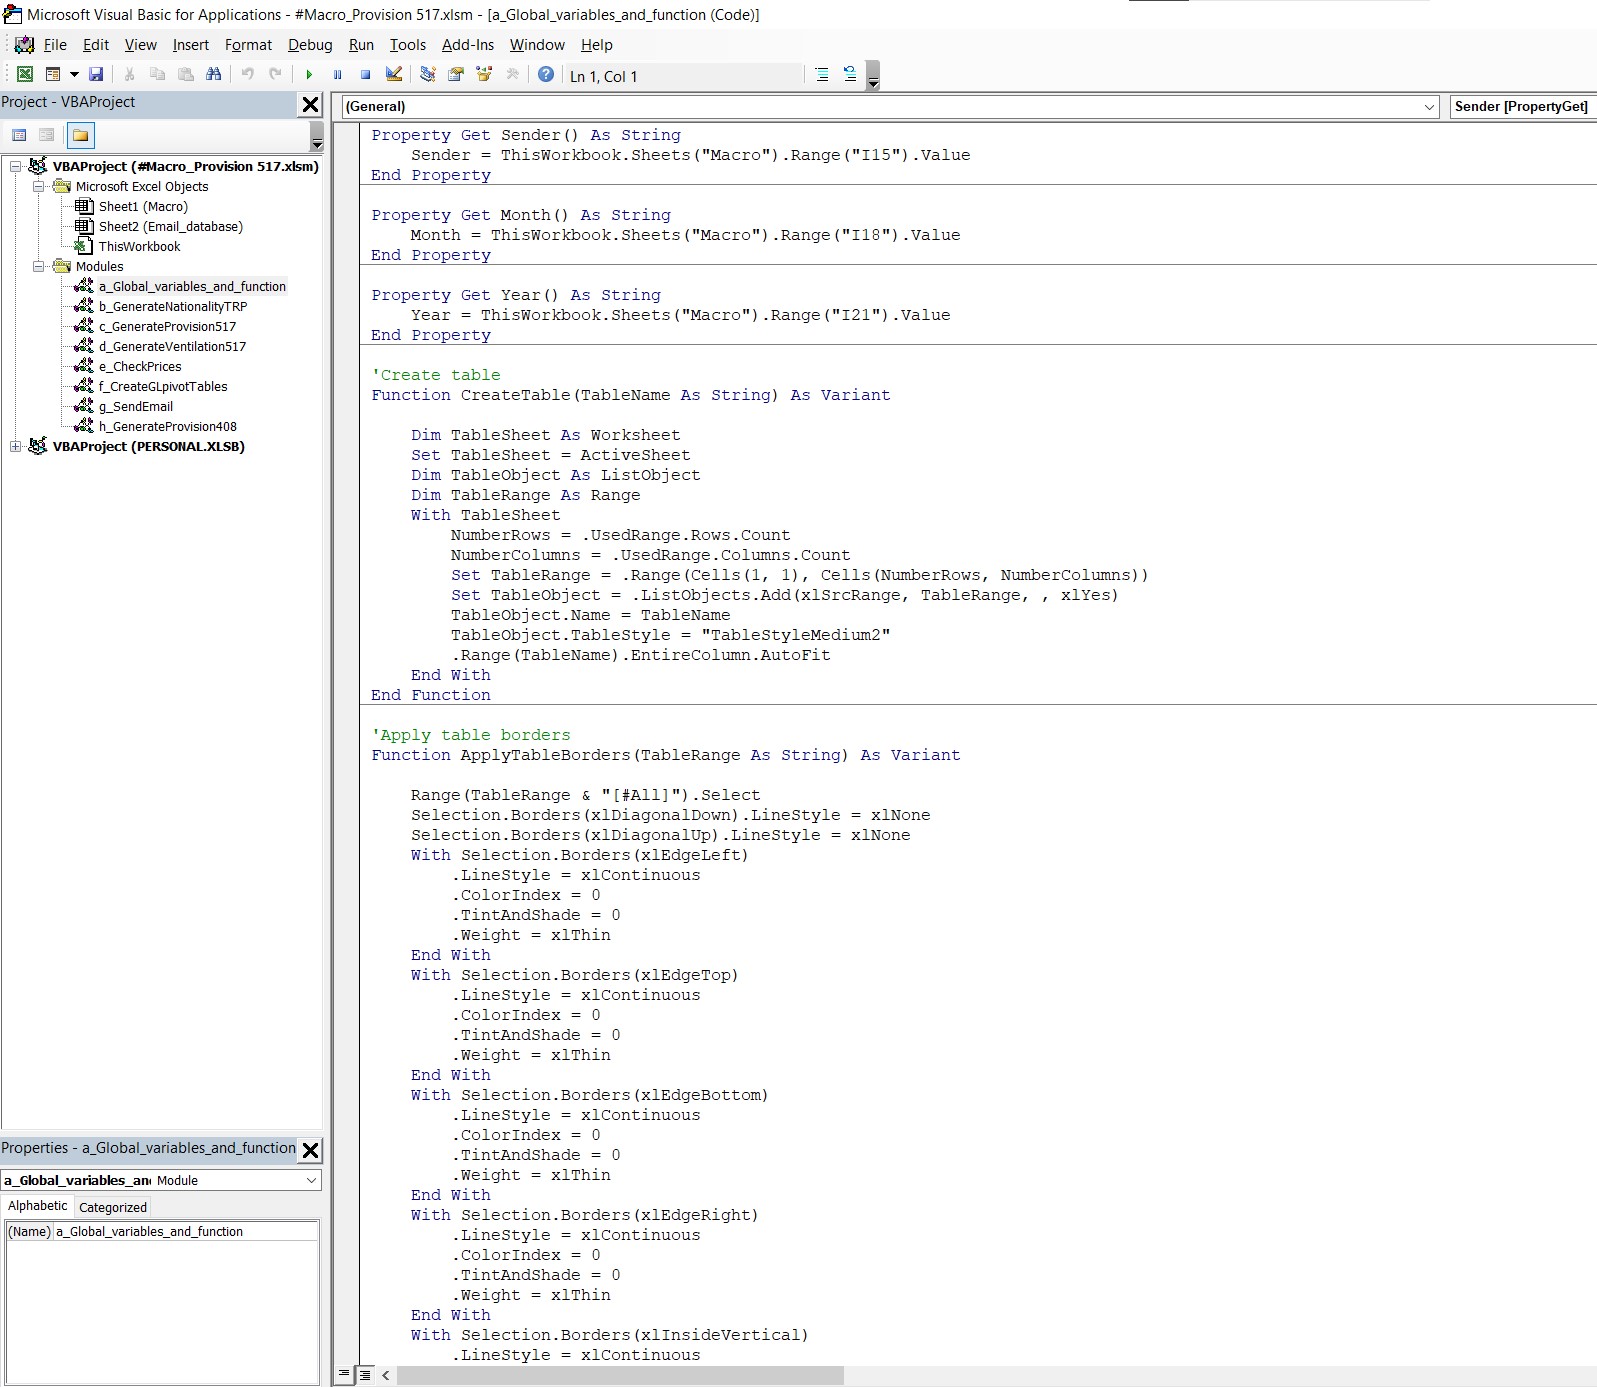 Microsoft Visual Basic for Applications - #Macro_Provision 517.xlsm - [a_Global_variables_and_function (Code)]
File Edit View Insert Format Debug Run Tools Add-Ins Window Help
Ln 1, Col 1
Project - VBAProject
VBAProject (#Macro_Provision 517.xlsm)
Microsoft Excel Objects
Sheet1 (Macro)
Sheet2 (Email_database)
ThisWorkbook
Modules
a_Global_variables_and_function
b_GenerateNationalityTRP
c_GenerateProvision517
d_GenerateVentilation517
e_CheckPrices
f_CreateGLpivotTables
g_SendEmail
h_GenerateProvision408
VBAProject (PERSONAL.XLSB)
Properties - a_Global_variables_and_function
a_Global_variables_an Module
Alphabetic Categorized
(Name) a_Global_variables_and_function
(General) Sender [PropertyGet]
Property Get Sender() As String
    Sender = ThisWorkbook.Sheets("Macro").Range("I15").Value
End Property
Property Get Month() As String
    Month = ThisWorkbook.Sheets("Macro").Range("I18").Value
End Property
Property Get Year() As String
    Year = ThisWorkbook.Sheets("Macro").Range("I21").Value
End Property
'Create table
Function CreateTable(TableName As String) As Variant
    Dim TableSheet As Worksheet
    Set TableSheet = ActiveSheet
    Dim TableObject As ListObject
    Dim TableRange As Range
    With TableSheet
        NumberRows = .UsedRange.Rows.Count
        NumberColumns = .UsedRange.Columns.Count
        Set TableRange = .Range(Cells(1, 1), Cells(NumberRows, NumberColumns))
        Set TableObject = .ListObjects.Add(xlSrcRange, TableRange, , xlYes)
        TableObject.Name = TableName
        TableObject.TableStyle = "TableStyleMedium2"
        .Range(TableName).EntireColumn.AutoFit
    End With
End Function
'Apply table borders
Function ApplyTableBorders(TableRange As String) As Variant
    Range(TableRange & "[#All]").Select
    Selection.Borders(xlDiagonalDown).LineStyle = xlNone
    Selection.Borders(xlDiagonalUp).LineStyle = xlNone
    With Selection.Borders(xlEdgeLeft)
        .LineStyle = xlContinuous
        .ColorIndex = 0
        .TintAndShade = 0
        .Weight = xlThin
    End With
    With Selection.Borders(xlEdgeTop)
        .LineStyle = xlContinuous
        .ColorIndex = 0
        .TintAndShade = 0
        .Weight = xlThin
    End With
    With Selection.Borders(xlEdgeBottom)
        .LineStyle = xlContinuous
        .ColorIndex = 0
        .TintAndShade = 0
        .Weight = xlThin
    End With
    With Selection.Borders(xlEdgeRight)
        .LineStyle = xlContinuous
        .ColorIndex = 0
        .TintAndShade = 0
        .Weight = xlThin
    End With
    With Selection.Borders(xlInsideVertical)
        .LineStyle = xlContinuous